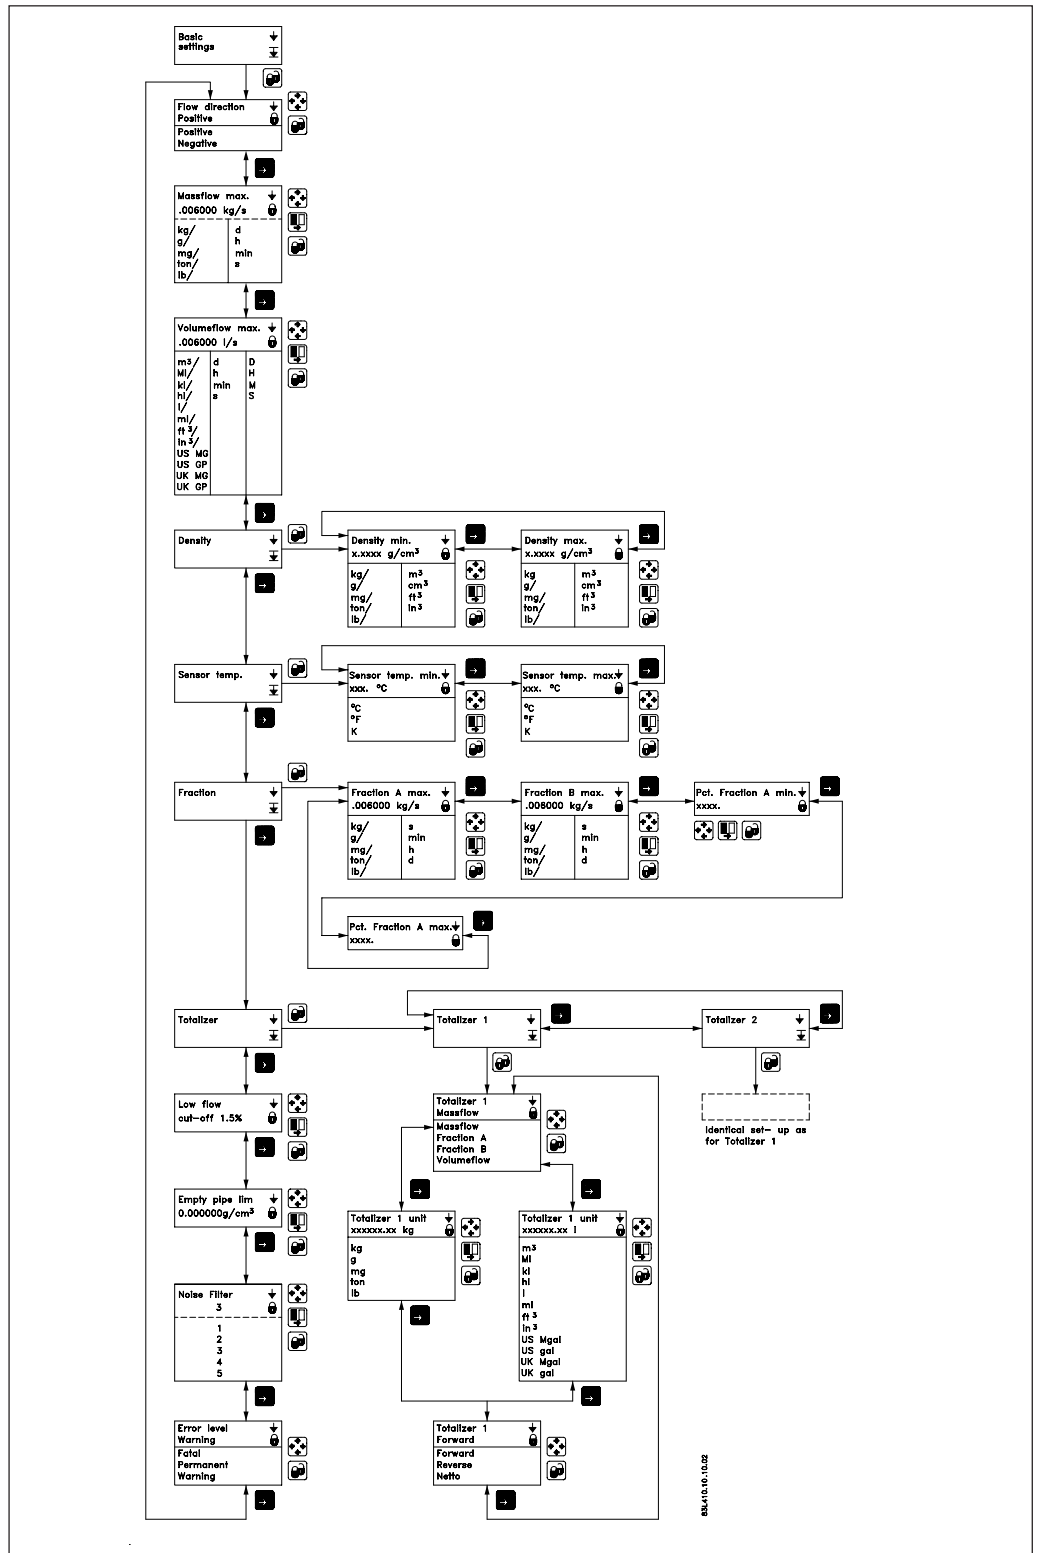 Basic
settings
Flow direction
Positive
Positive
Negative
Massflow max.
.006000 kg/s
kg/ d
g/ h
mg/ min
ton/ s
lb/
Volumeflow max.
.006000 l/s
m³/ d D
Ml/ h H
kl/ min M
hl/ s S
l/
ml/
ft³/
in³/
US MG
US GP
UK MG
UK GP
Density
Density min.
x.xxxx g/cm³
kg/ m³
g/ cm³
mg/ ft³
ton/ in³
lb/
Density max.
x.xxxx g/cm³
kg m³
g/ cm³
mg/ ft³
ton/ in³
lb/
Sensor temp.
Sensor temp. min.
xxx. °C
°C
°F
K
Sensor temp. max.
xxx. °C
°C
°F
K
Fraction
Fraction A max.
.006000 kg/s
kg/ s
g/ min
mg/ h
ton/ d
lb/
Fraction B max.
.006000 kg/s
kg/ s
g/ min
mg/ h
ton/ d
lb/
Pct. Fraction A min.
xxxx.
Pct. Fraction A max.
xxxx.
Totalizer
Totalizer 1
Totalizer 2
Low flow
cut-off 1.5%
Totalizer 1
Massflow
Massflow
Fraction A
Fraction B
Volumeflow
Identical set- up as
for Totalizer 1
Empty pipe lim
0.000000g/cm³
Totalizer 1 unit
xxxxxx.xx kg
kg
g
mg
ton
lb
Totalizer 1 unit
xxxxxx.xx l
m³
Ml
kl
hl
l
ml
ft³
in³
US Mgal
US gal
UK Mgal
UK gal
Noise Filter
3
1
2
3
4
5
Error level
Warning
Fatal
Permanent
Warning
Totalizer 1
Forward
Forward
Reverse
Netto
83L410.10.10.02